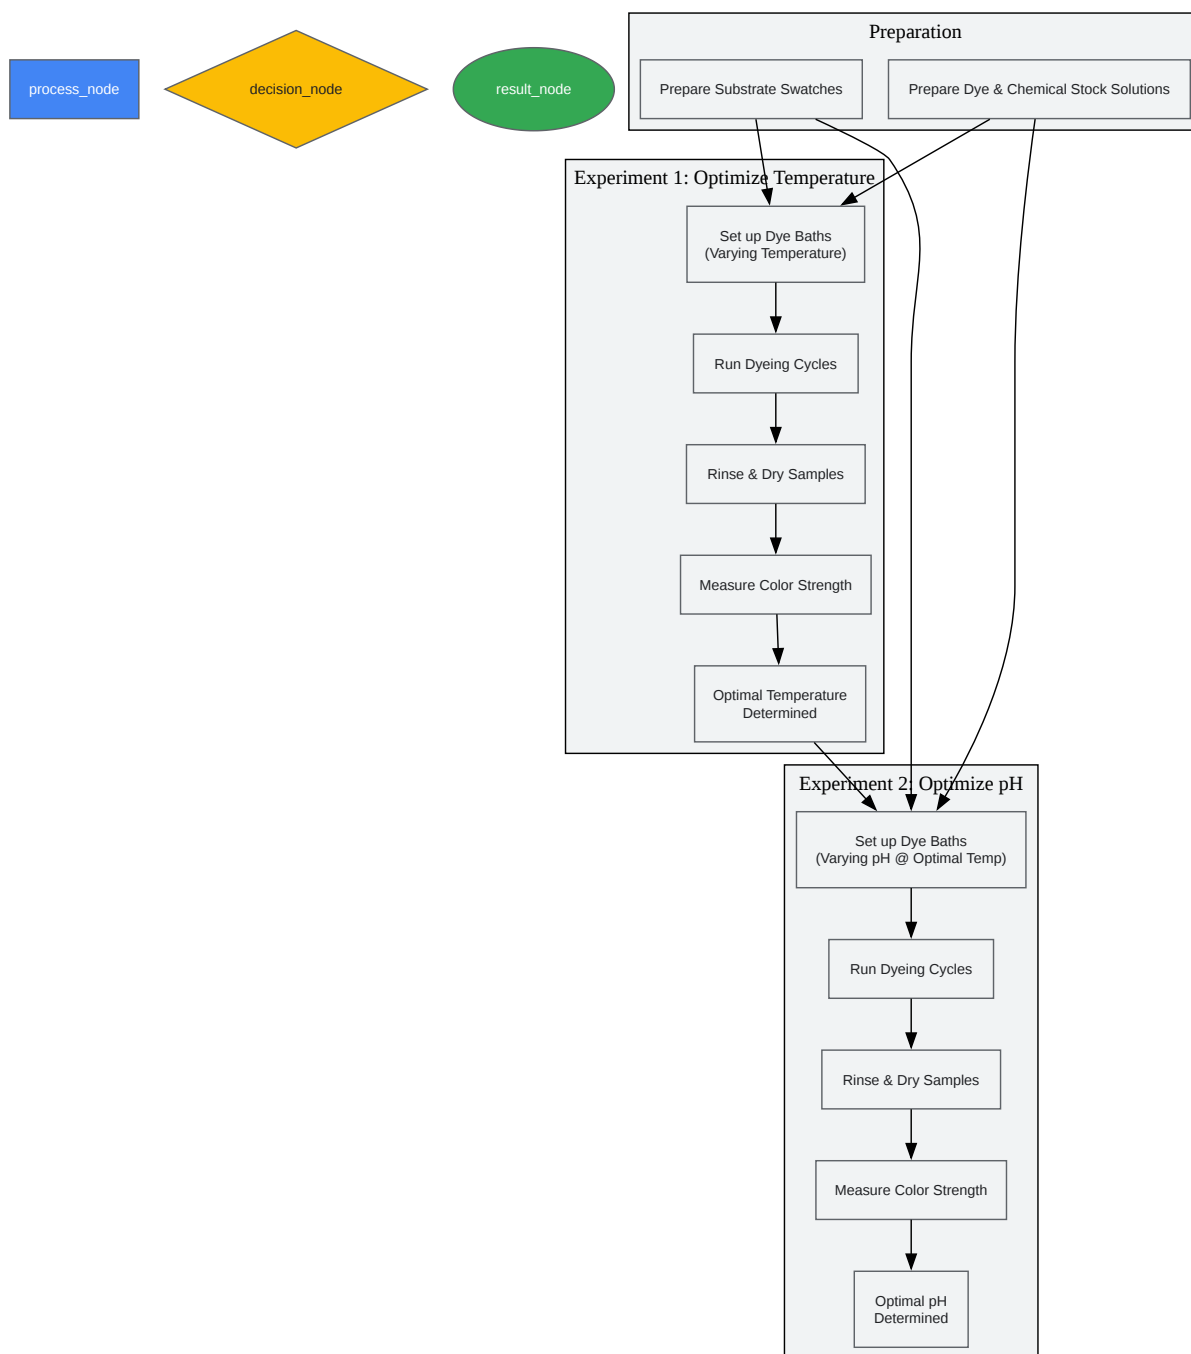 process_node
decision_node
result_node
Preparation
Prepare Substrate Swatches
Prepare Dye & Chemical Stock Solutions
Experiment 1: Optimize Temperature
Set up Dye Baths
(Varying Temperature)
Run Dyeing Cycles
Rinse & Dry Samples
Measure Color Strength
Optimal Temperature
Determined
Experiment 2: Optimize pH
Set up Dye Baths
(Varying pH @ Optimal Temp)
Run Dyeing Cycles
Rinse & Dry Samples
Measure Color Strength
Optimal pH
Determined